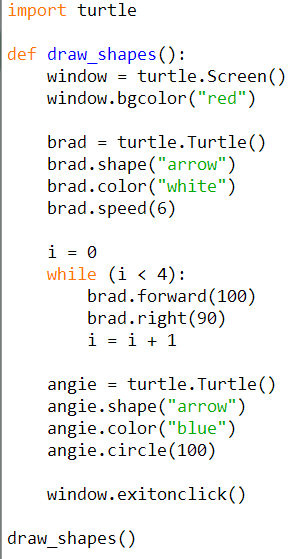 import turtle
def draw_shapes():
    window = turtle.Screen()
    window.bgcolor("red")
    brad = turtle.Turtle()
    brad.shape("arrow")
    brad.color("white")
    brad.speed(6)
    i = 0
    while (i < 4):
        brad.forward(100)
        brad.right(90)
        i = i + 1
    angie = turtle.Turtle()
    angie.shape("arrow")
    angie.color("blue")
    angie.circle(100)
    window.exitonclick()
draw_shapes()